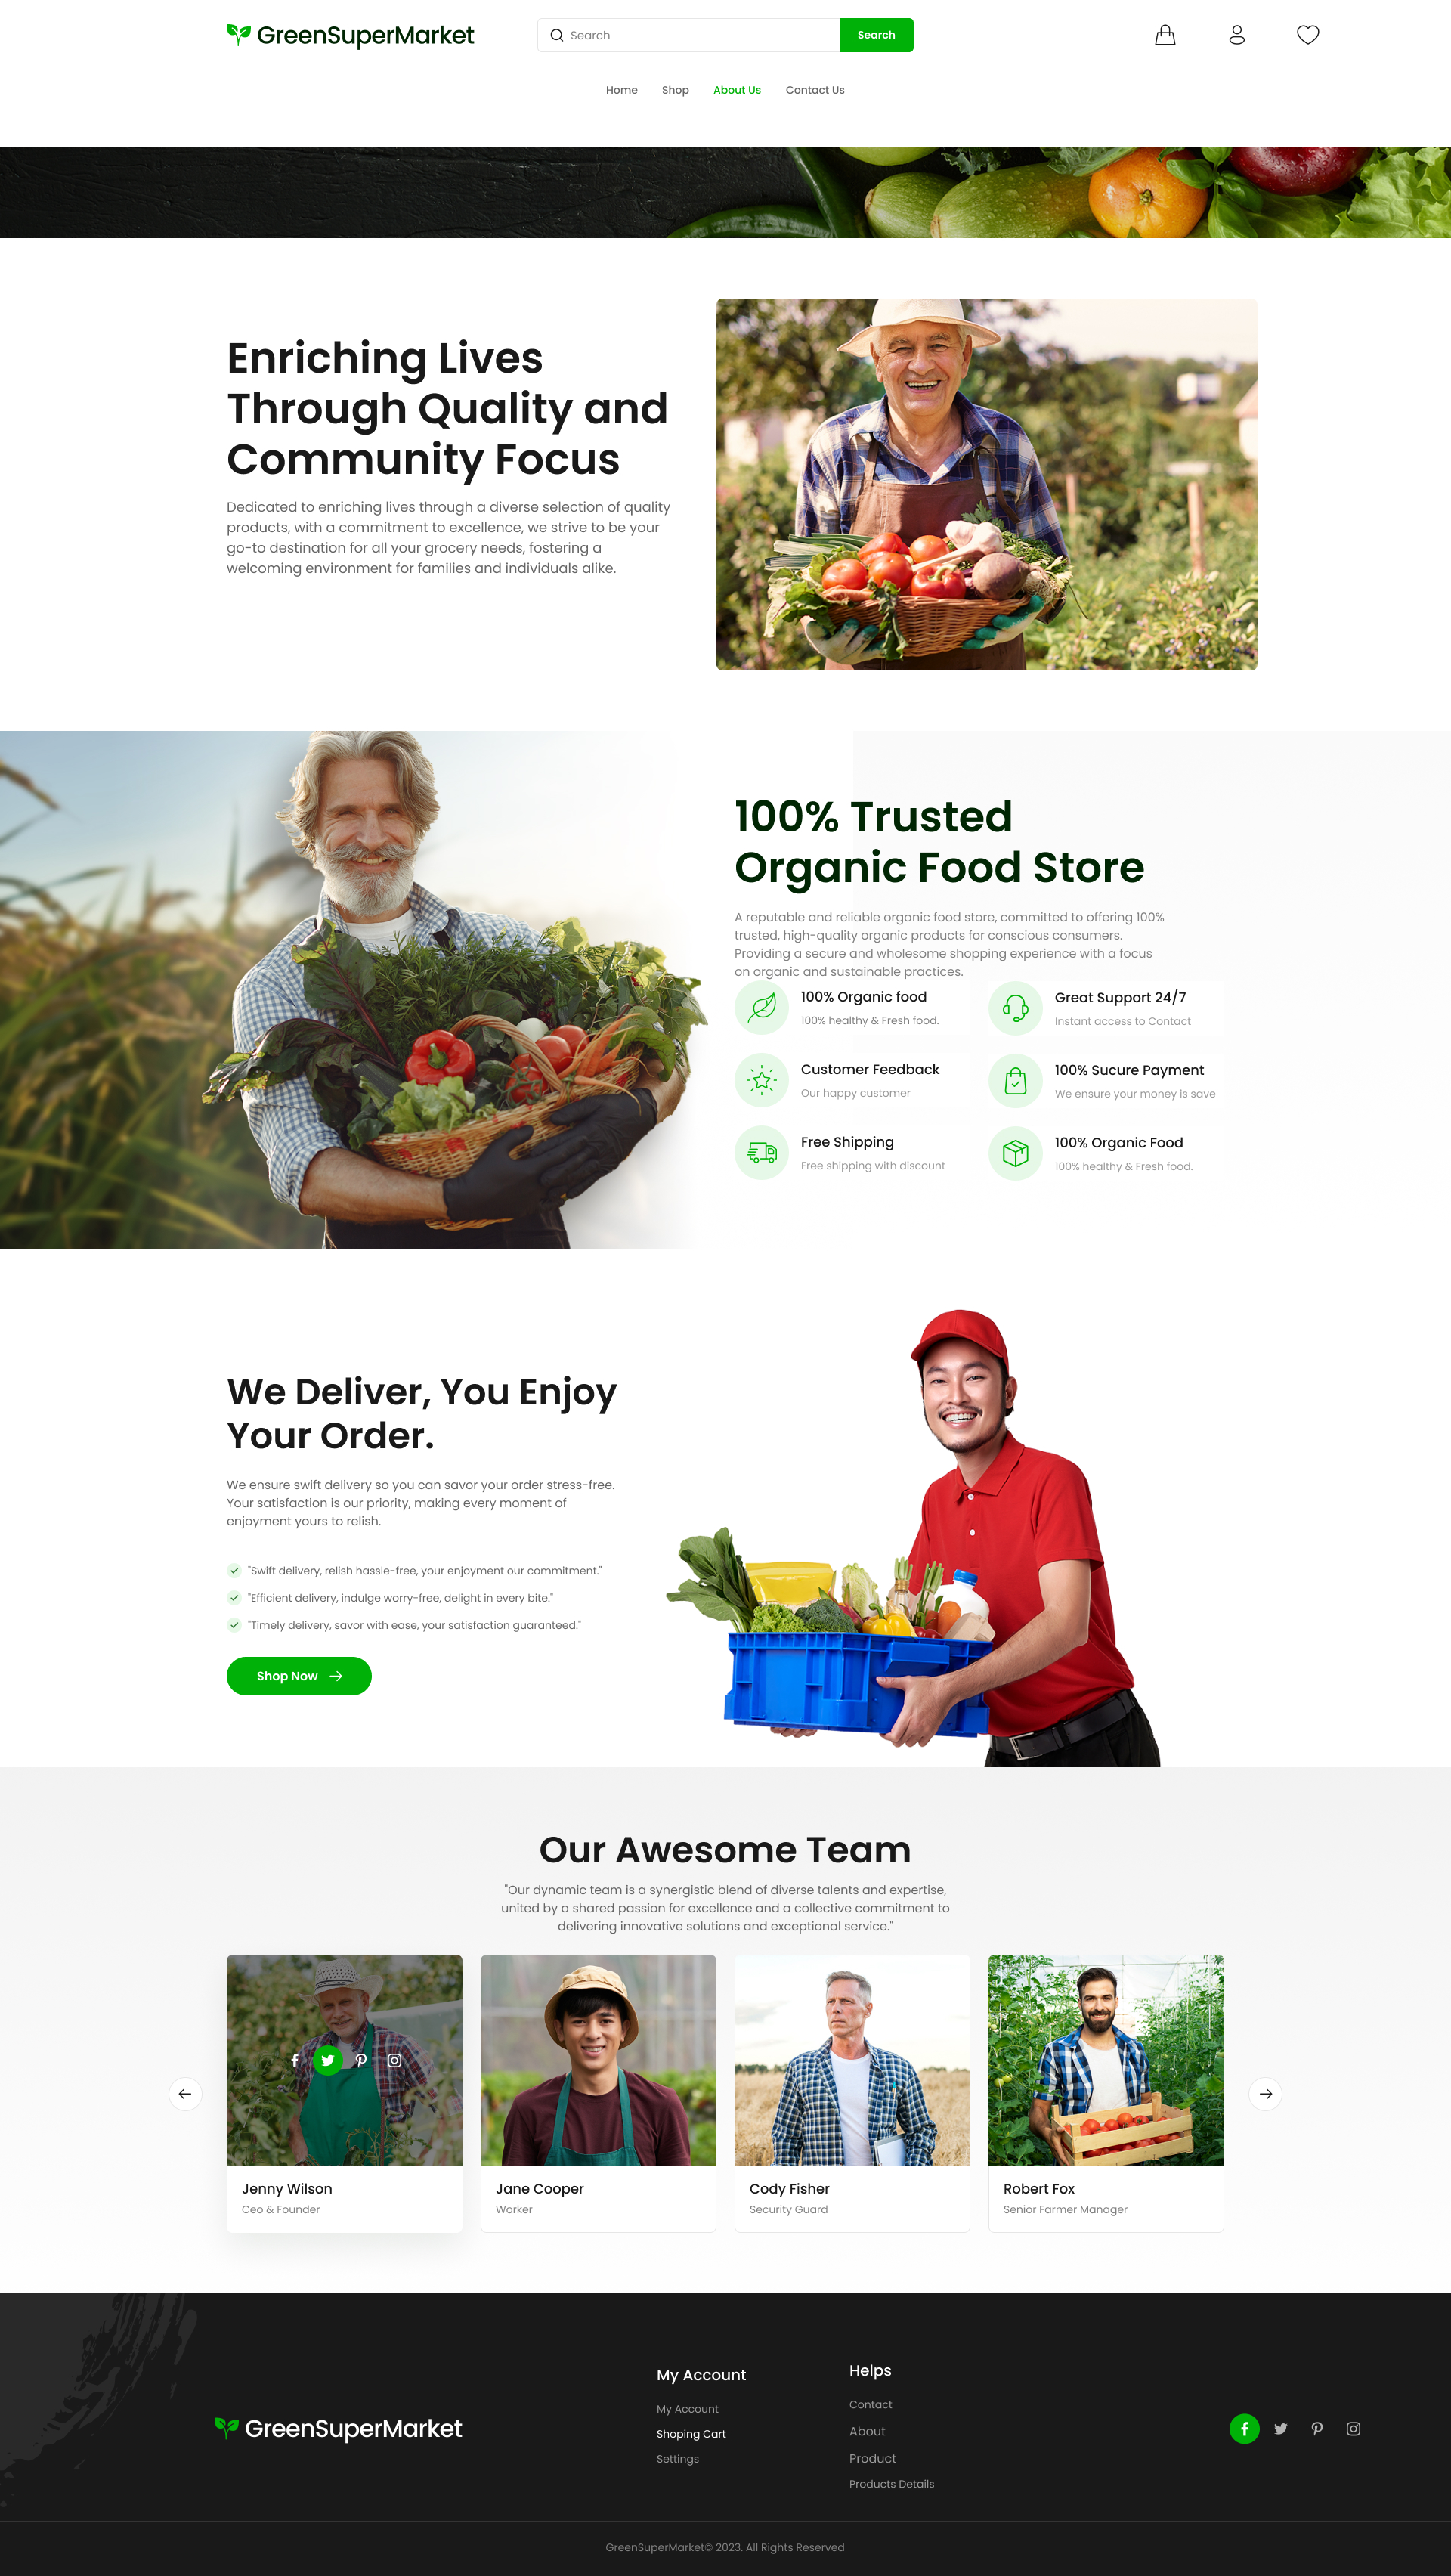 GreenSuperMarket
Search
Search
Home
Shop
About Us
Contact Us
Enriching Lives
Through Quality and
Community Focus
Dedicated to enriching lives through a diverse selection of quality
products, with a commitment to excellence, we strive to be your
go-to destination for all your grocery needs, fostering a
welcoming environment for families and individuals alike.
100% Trusted
Organic Food Store
A reputable and reliable organic food store, committed to offering 100%
trusted, high-quality organic products for conscious consumers.
Providing a secure and wholesome shopping experience with a focus
on organic and sustainable practices.
100% Organic food
100% healthy & Fresh food.
Great Support 24/7
Instant access to Contact
Customer Feedback
Our happy customer
100% Sucure Payment
We ensure your money is save
Free Shipping
Free shipping with discount
100% Organic Food
100% healthy & Fresh food.
We Deliver, You Enjoy
Your Order.
We ensure swift delivery so you can savor your order stress-free.
Your satisfaction is our priority, making every moment of
enjoyment yours to relish.
"Swift delivery, relish hassle-free, your enjoyment our commitment."
"Efficient delivery, indulge worry-free, delight in every bite."
"Timely delivery, savor with ease, your satisfaction guaranteed."
Shop Now
Our Awesome Team
"Our dynamic team is a synergistic blend of diverse talents and expertise,
united by a shared passion for excellence and a collective commitment to
delivering innovative solutions and exceptional service."
Jenny Wilson
Ceo & Founder
Jane Cooper
Worker
Cody Fisher
Security Guard
Robert Fox
Senior Farmer Manager
GreenSuperMarket
My Account
My Account
Shoping Cart
Settings
Helps
Contact
About
Product
Products Details
GreenSuperMarket© 2023. All Rights Reserved